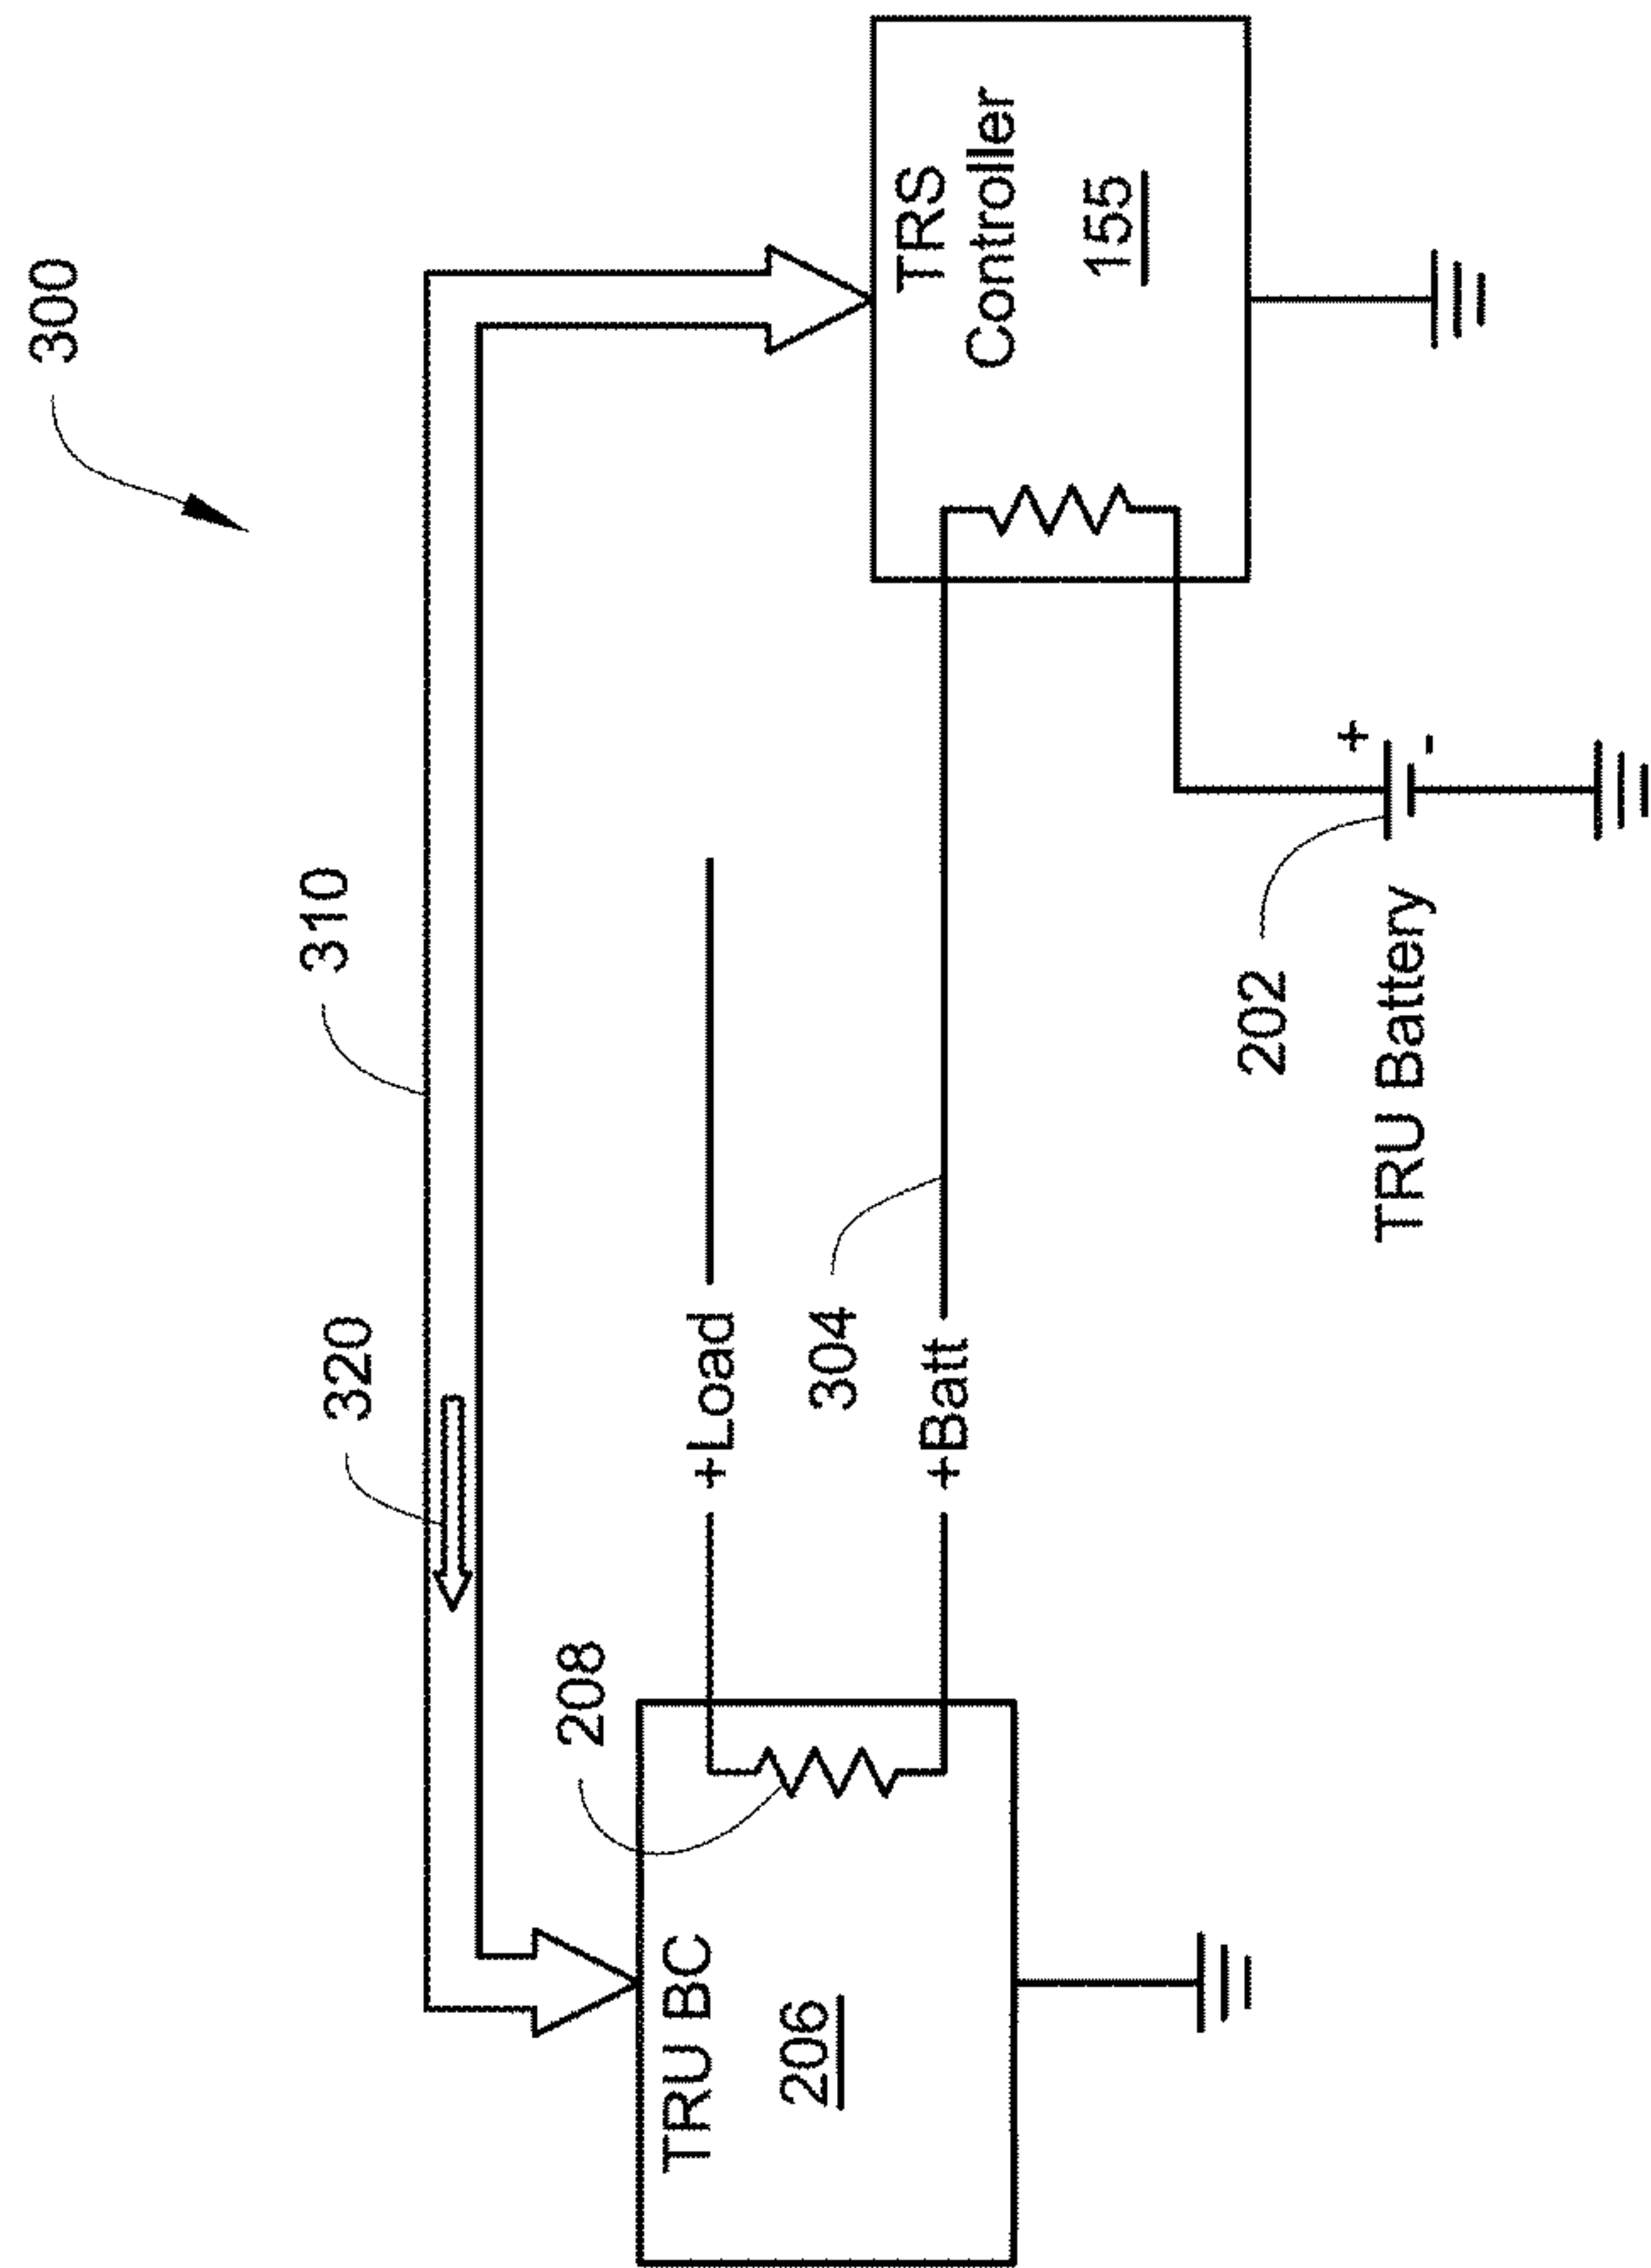 300
310
320
+Load
208
304
+Batt
TRU BC
206
TRS
Controller
155
202
TRU Battery
+
-